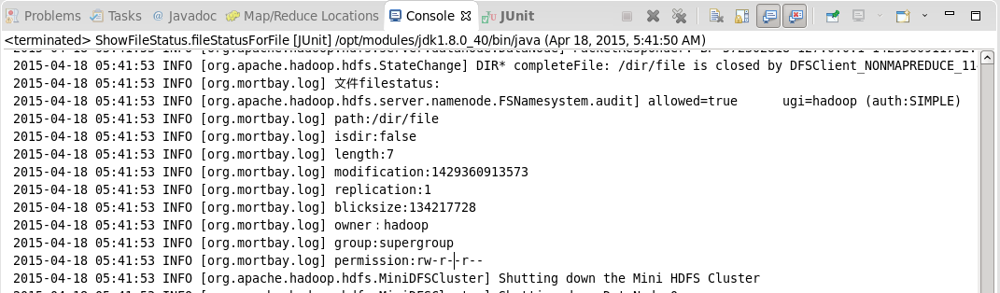 Problems Tasks Javadoc Map/Reduce Locations Console JUnit
<terminated> ShowFileStatus.fileStatusForFile [JUnit] /opt/modules/jdk1.8.0_40/bin/java (Apr 18, 2015, 5:41:50 AM)
2015-04-18 05:41:53 INFO [org.apache.hadoop.hdfs.StateChange] DIR* completeFile: /dir/file is closed by DFSClient_NONMAPREDUCE_11
2015-04-18 05:41:53 INFO [org.mortbay.log] 文件filestatus:
2015-04-18 05:41:53 INFO [org.apache.hadoop.hdfs.server.namenode.FSNamesystem.audit] allowed=true ugi=hadoop (auth:SIMPLE)
2015-04-18 05:41:53 INFO [org.mortbay.log] path:/dir/file
2015-04-18 05:41:53 INFO [org.mortbay.log] isdir:false
2015-04-18 05:41:53 INFO [org.mortbay.log] length:7
2015-04-18 05:41:53 INFO [org.mortbay.log] modification:1429360913573
2015-04-18 05:41:53 INFO [org.mortbay.log] replication:1
2015-04-18 05:41:53 INFO [org.mortbay.log] blicksize:134217728
2015-04-18 05:41:53 INFO [org.mortbay.log] owner：hadoop
2015-04-18 05:41:53 INFO [org.mortbay.log] group:supergroup
2015-04-18 05:41:53 INFO [org.mortbay.log] permission:rw-r--r--
2015-04-18 05:41:53 INFO [org.apache.hadoop.hdfs.MiniDFSCluster] Shutting down the Mini HDFS Cluster